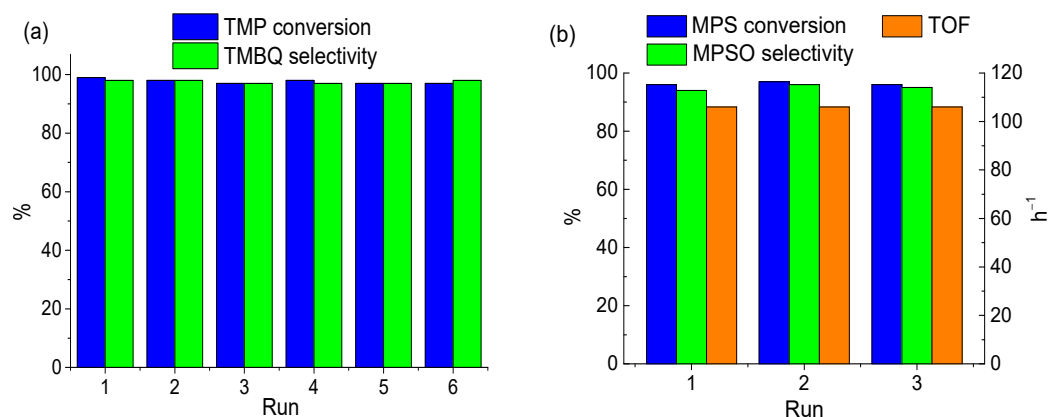 (a)
TMP conversion
TMBQ selectivity
100
80
60
40
20
0
%
1 2 3 4 5 6
Run
(b)
MPS conversion TOF
MPSO selectivity
100
80
60
40
20
0
%
120
100
80
60
40
20
0
h⁻¹
1 2 3
Run